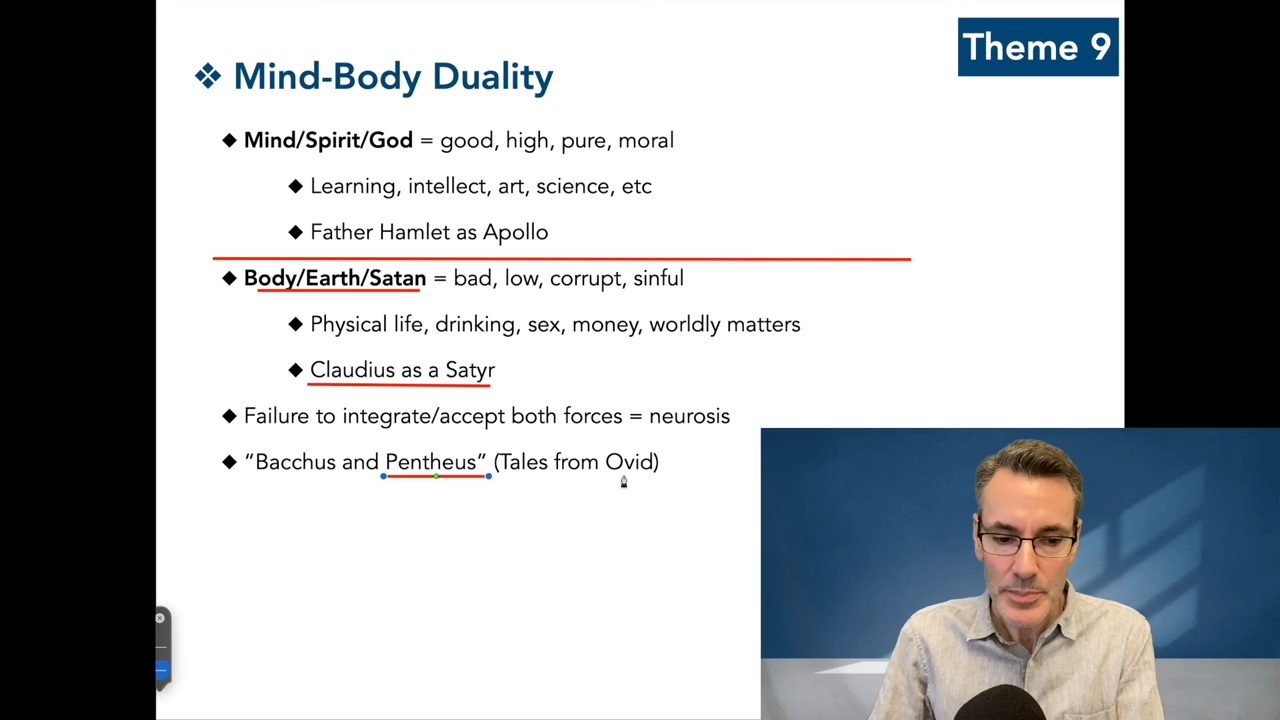 Theme 9
❖ Mind-Body Duality
◆ Mind/Spirit/God = good, high, pure, moral
◆ Learning, intellect, art, science, etc
◆ Father Hamlet as Apollo
◆ Body/Earth/Satan = bad, low, corrupt, sinful
◆ Physical life, drinking, sex, money, worldly matters
◆ Claudius as a Satyr
◆ Failure to integrate/accept both forces = neurosis
◆ “Bacchus and Pentheus” (Tales from Ovid)